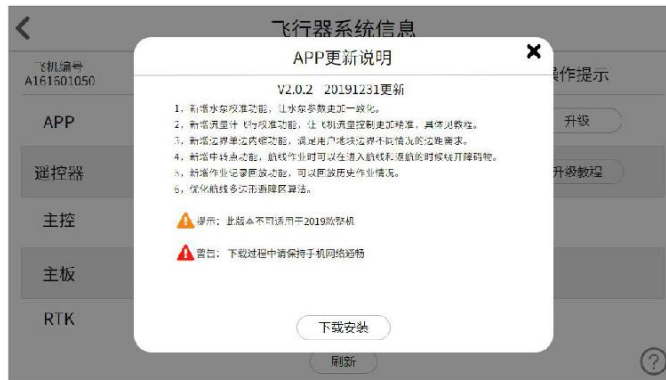 飞行器系统信息
飞机编号
A161601050
操作提示
APP
升级
遥控器
升级教程
主控
主板
RTK
刷新
APP更新说明
V2.0.2 20191231更新
1，新增水泵校准功能，让水泵参数更加一致化。
2，新增流量计飞行校准功能，让飞机流量控制更加精准，具体见教程。
3，新增边界单边内缩功能，满足用户地块边界不同情况的边距需求。
4，新增中转点功能，航线作业时可以在进入航线和返航的时候绕开障碍物。
5，新增作业记录回放功能，可以回放历史作业情况。
6，优化航线多边形避障区算法。
提示：此版本不可适用于2019款整机
警告：下载过程中请保持手机网络通畅
下载安装